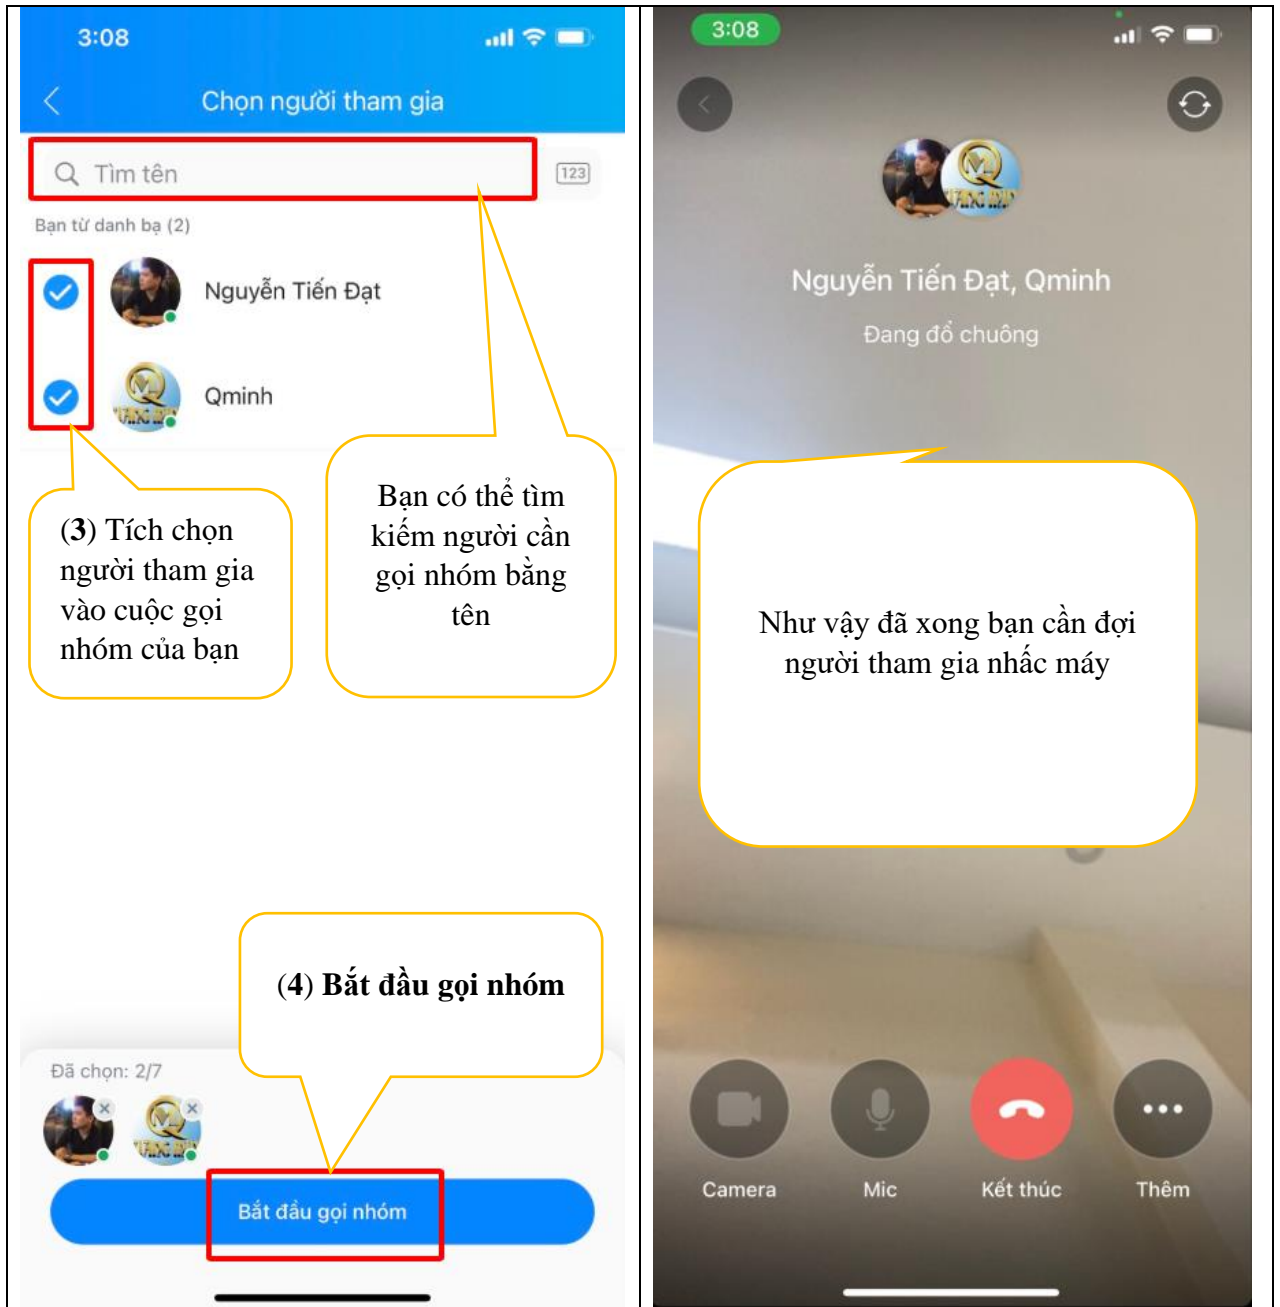 3:08
Chọn người tham gia
Tìm tên
123
Bạn từ danh bạ (2)
Nguyễn Tiến Đạt
Qminh
(3) Tích chọn
người tham gia
vào cuộc gọi
nhóm của bạn
Bạn có thể tìm
kiếm người cần
gọi nhóm bằng
tên
(4) Bắt đầu gọi nhóm
Đã chọn: 2/7
Bắt đầu gọi nhóm
3:08
Nguyễn Tiến Đạt, Qminh
Đang đổ chuông
Như vậy đã xong bạn cần đợi
người tham gia nhấc máy
Camera
Mic
Kết thúc
Thêm